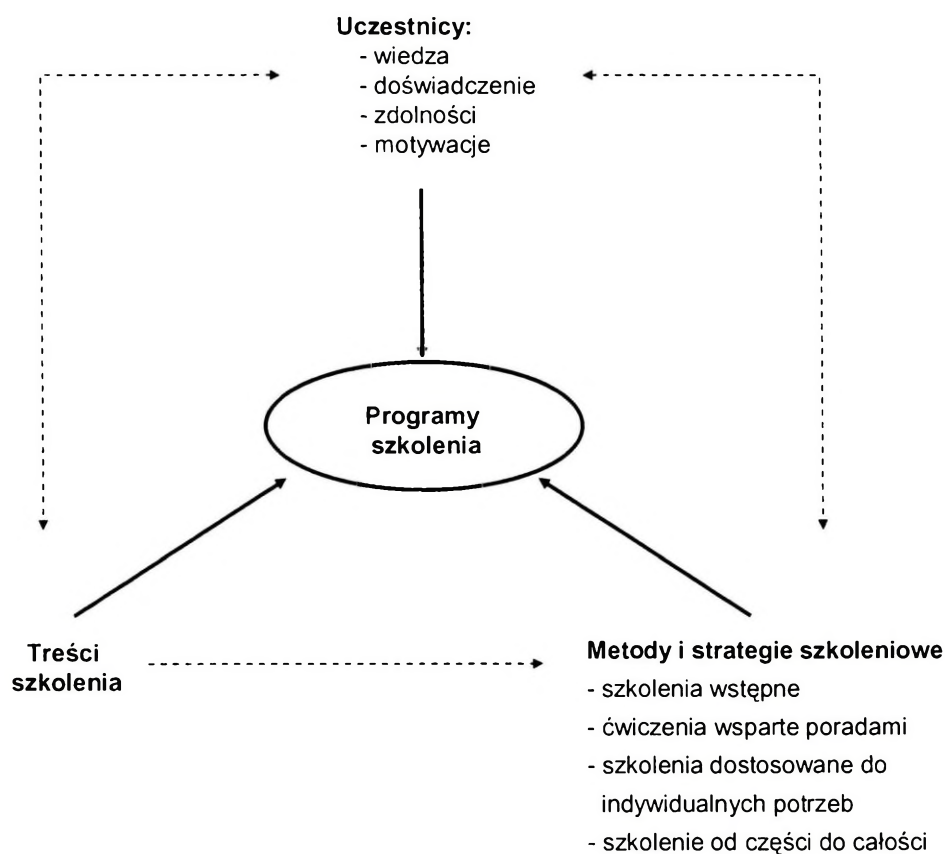 Uczestnicy:
- wiedza
- doświadczenie
- zdolności
- motywacje
Programy
szkolenia
Treści
szkolenia
Metody i strategie szkoleniowe
- szkolenia wstępne
- ćwiczenia wsparte poradami
- szkolenia dostosowane do
indywidualnych potrzeb
- szkolenie od części do całości